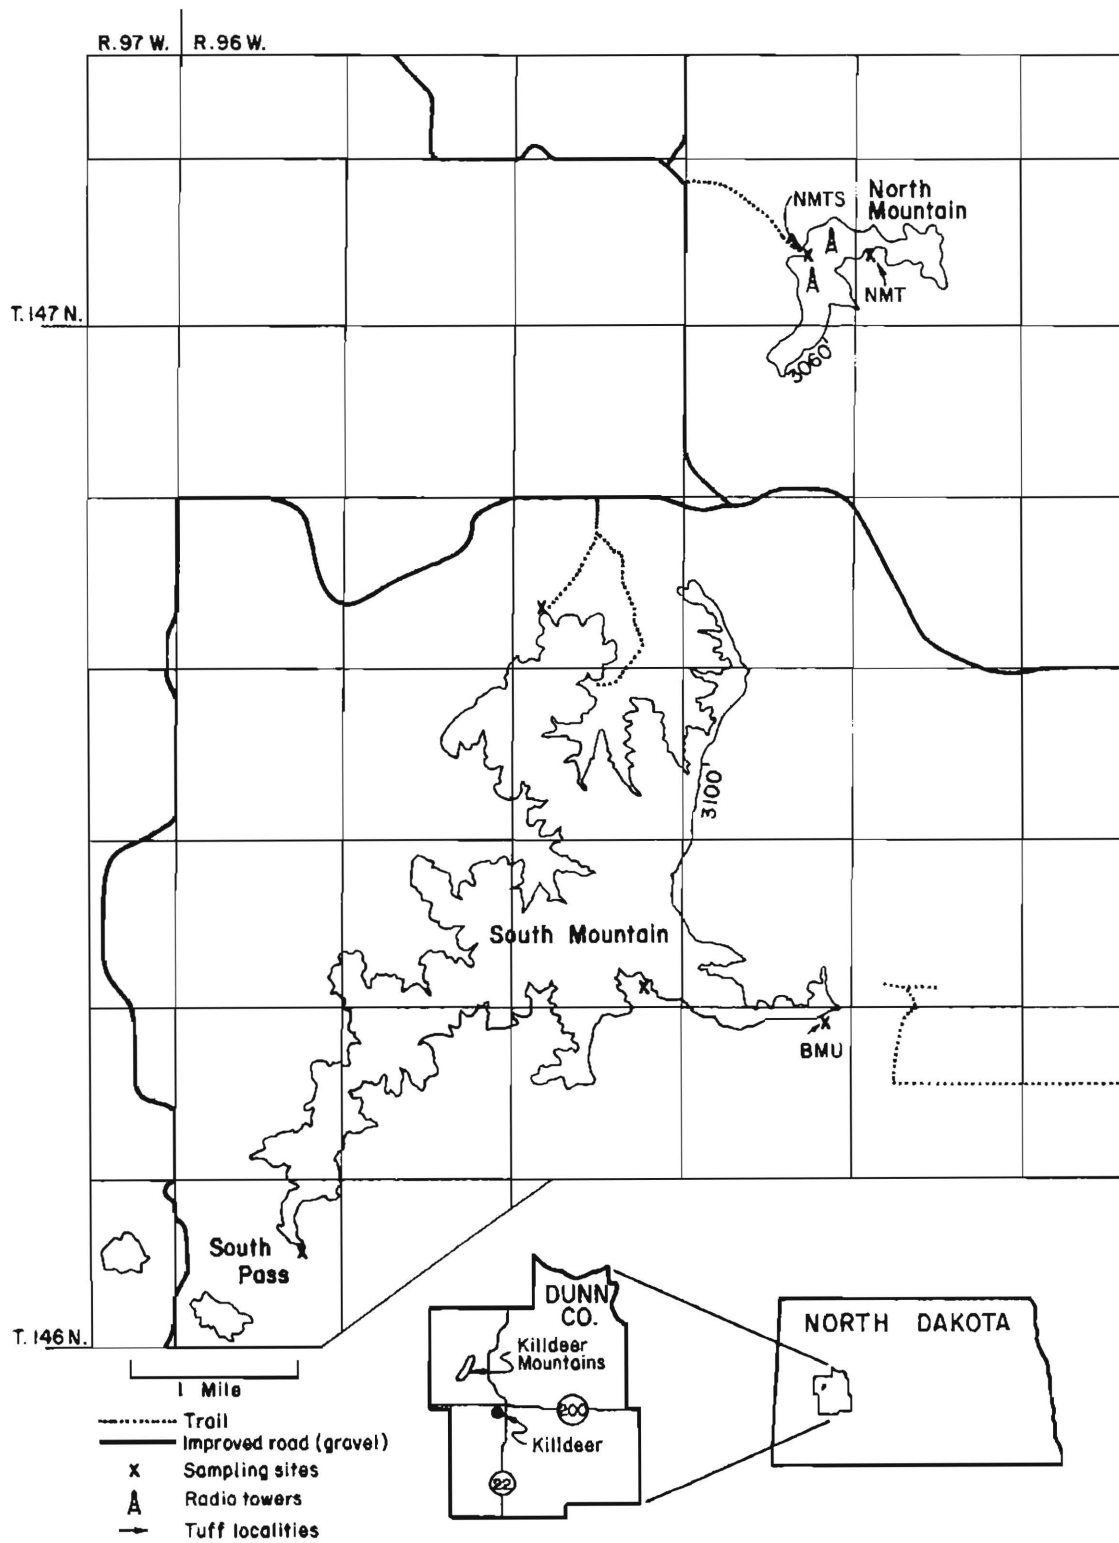 R. 97 W. R. 96 W.
NMTS
North
Mountain
NMT
T. 147 N.
3060'
3100'
South Mountain
BMU
South
Pass
T. 146 N.
1 Mile
Trail
Improved road (gravel)
x Sampling sites
Radio towers
Tuff localities
DUNN
CO.
Killdeer
Mountains
200
Killdeer
22
NORTH DAKOTA